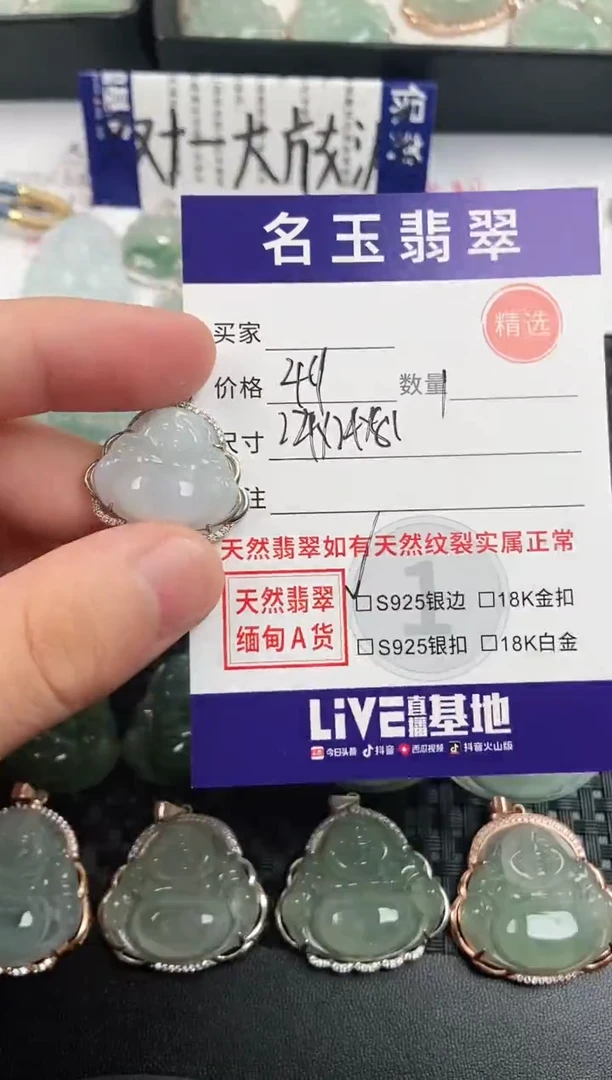 对一大放
名玉翡翠
精选
买家
价格 44 数量 1
尺寸
注
天然翡翠如有天然纹裂实属正常
天然翡翠
缅甸A货
☐S925银边 ☐18K金扣
☐S925银扣 ☐18K白金
1
LiVE直播基地
今日头条 抖音 西瓜视频 抖音火山版